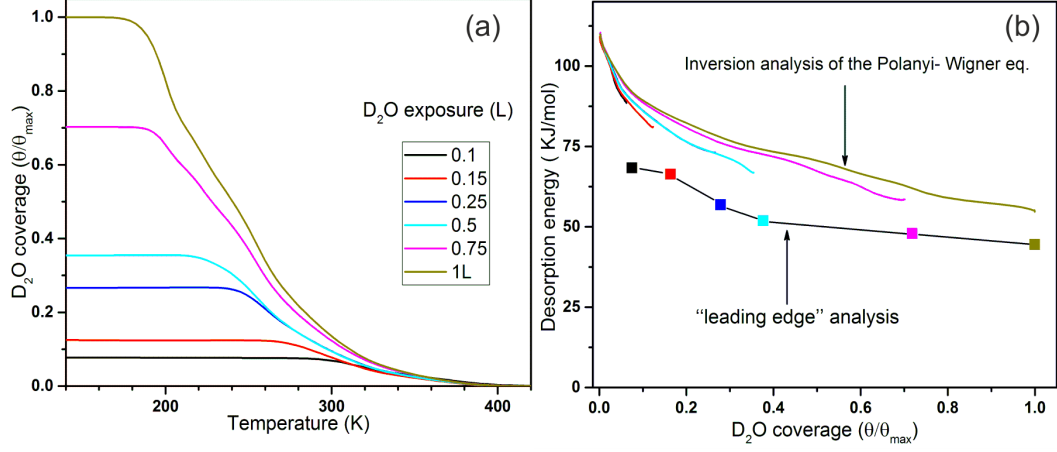 (a)
1.0
0.8
0.6
0.4
0.2
0.0
D₂O coverage (θ/θmax)
D₂O exposure (L)
0.1
0.15
0.25
0.5
0.75
1L
200
300
400
Temperature (K)
(b)
100
75
50
25
0
Desorption energy ( KJ/mol)
Inversion analysis of the Polanyi- Wigner eq.
“leading edge” analysis
0.0
0.2
0.4
0.6
0.8
1.0
D₂O coverage (θ/θmax)